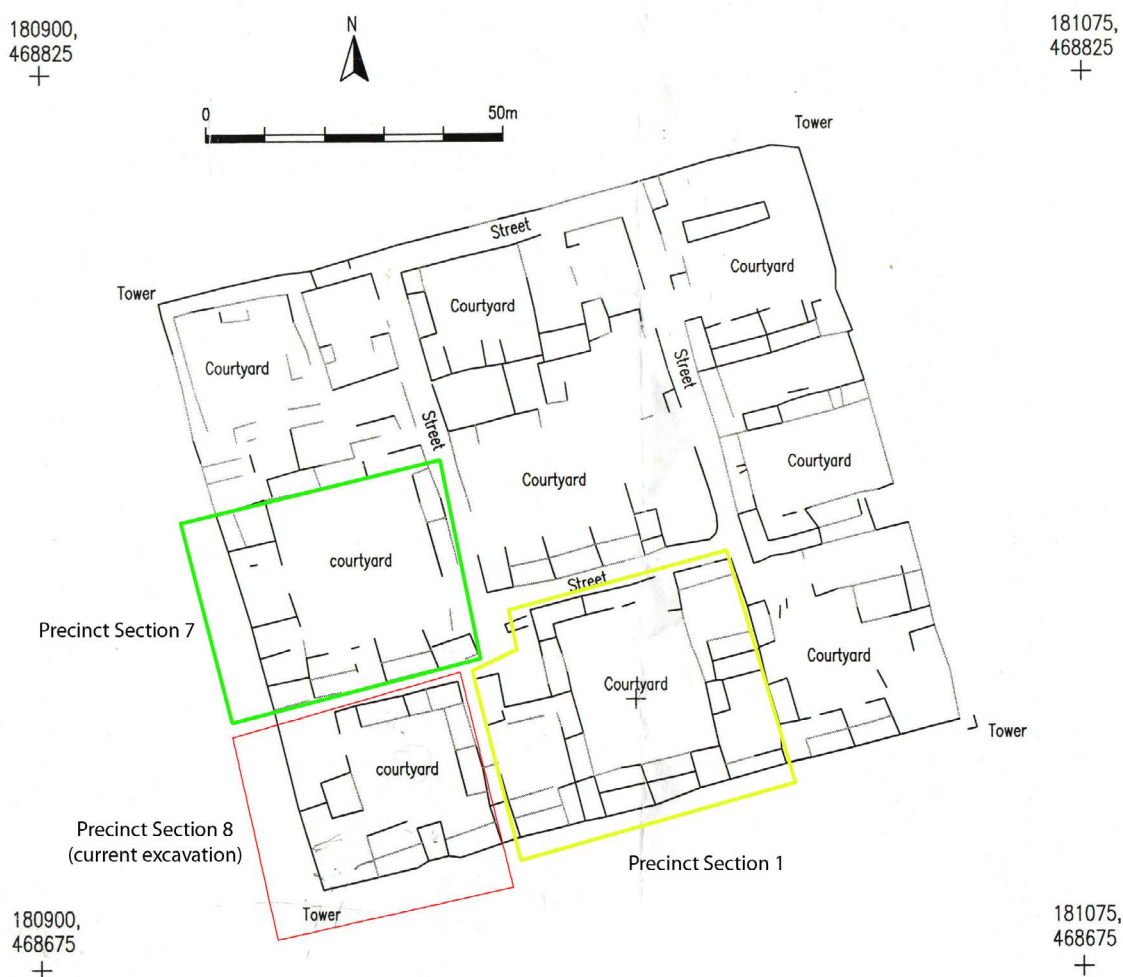 180900,
468825
N
181075,
468825
0
50m
Tower
Street
Courtyard
Tower
Courtyard
Courtyard
Street
Street
Courtyard
Courtyard
courtyard
Street
Precinct Section 7
Courtyard
Courtyard
Tower
courtyard
Precinct Section 8
(current excavation)
Precinct Section 1
Tower
180900,
468675
181075,
468675